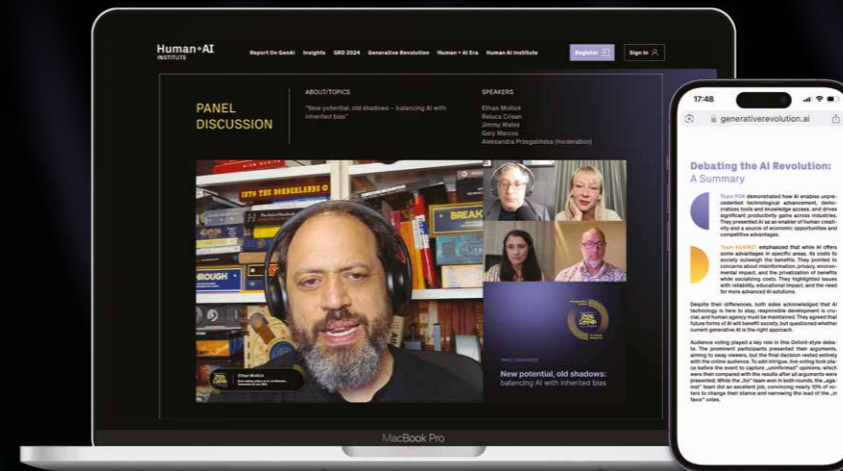 Human+AI
INSTITUTE
Report On GenAI Insights GRD 2024 Generative Revolution Human + AI Era Human AI Institute Register Sign In
PANEL
DISCUSSION
ABOUT/TOPICS
"New potential, old shadows – balancing AI with
inherited bias"
SPEAKERS
Ethan Mollick
Raluca Crisan
Jimmy Wales
Gary Marcus
Aleksandra Przegalińska (moderation)
INTO THE BORDERLANDS
BREAK
ROUGH
Ethan Mollick
PANEL DISCUSSION
New potential, old shadows:
balancing AI with inherited bias
MacBook Pro
17:48
generativerevolution.ai
Debating the AI Revolution:
A Summary
Team FOR demonstrated how AI enables unpre-
cedented technological advancement, demo-
cratizes tools and knowledge access, and drives
significant productivity gains across industries.
They presented AI as an enabler of human creati-
vity and a source of economic opportunities and
competitive advantages.
Team AGAINST emphasized that while AI offers
some advantages in specific areas, its costs to
society outweigh the benefits. They pointed to
concerns about misinformation, privacy, environ-
mental impact, and the privatization of benefits
while socializing costs. They highlighted issues
with reliability, educational impact, and the need
for more advanced AI solutions.
Despite their differences, both sides acknowledged that AI
technology is here to stay, responsible development is cru-
cial, and human agency must be maintained. They agreed that
future forms of AI will benefit society, but questioned whether
current generative AI is the right approach.
Audience voting played a key role in this Oxford-style deba-
te. The prominent participants presented their arguments,
aiming to sway viewers, but the final decision rested entirely
with the online audience. To add intrigue, live voting took pla-
ce before the event to capture „uninformed" opinions, which
were then compared with the results after all arguments were
presented. While the „for" team won in both rounds, the „aga-
inst" team did an excellent job, convincing nearly 10% of vo-
ters to change their stance and narrowing the lead of the „in
favor" votes.